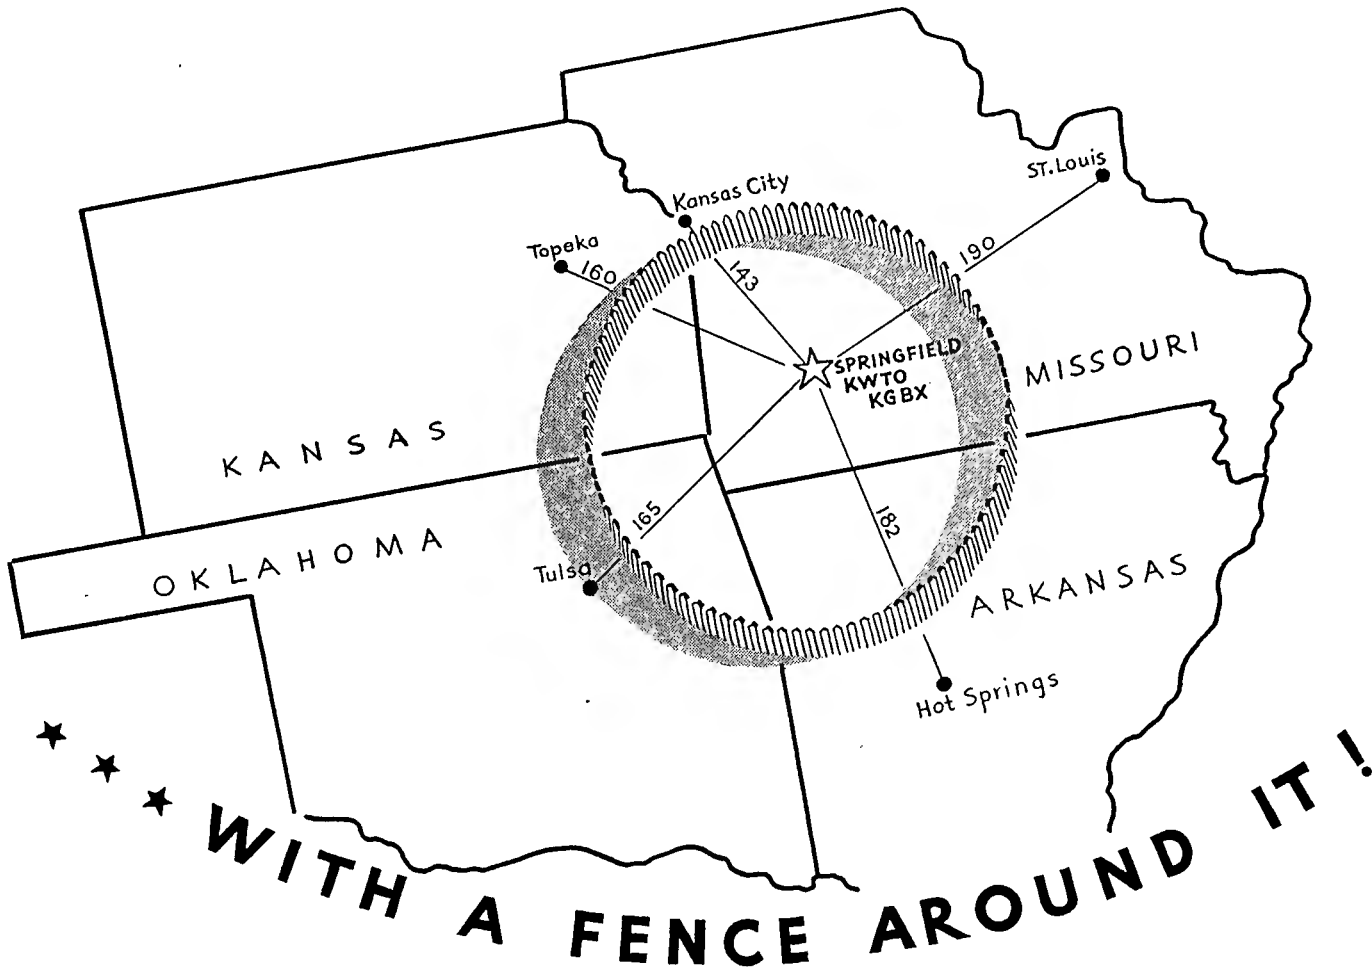 ST. Louis
Kansas City
Topeka
160
143
190
SPRINGFIELD
KWTO
KGBX
MISSOURI
KANSAS
165
182
OKLAHOMA
Tulsa
ARKANSAS
Hot Springs
WITH A FENCE AROUND IT!